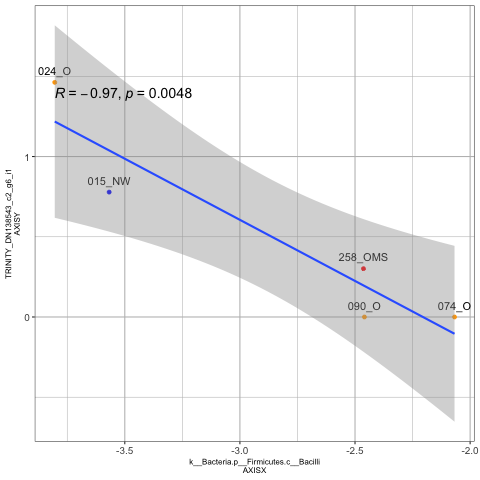 024_O
R = −0.97, p = 0.0048
015_NW
258_OMS
090_O
074_O
1
0
TRINITY_DN138543_c2_g6_i1
AXISY
-3.5
-3.0
-2.5
-2.0
k__Bacteria.p__Firmicutes.c__Bacilli
AXISX